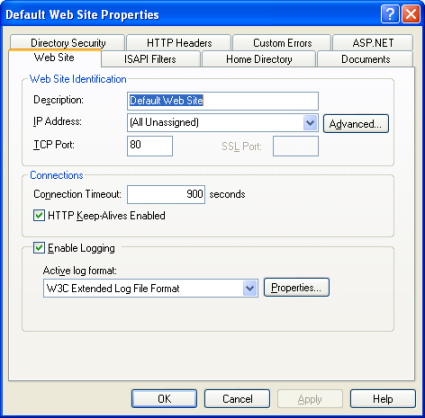 Default Web Site Properties
Directory Security HTTP Headers Custom Errors ASP.NET
Web Site ISAPI Filters Home Directory Documents
Web Site Identification
Description: Default Web Site
IP Address: (All Unassigned) Advanced...
TCP Port: 80 SSL Port:
Connections
Connection Timeout: 900 seconds
HTTP Keep-Alives Enabled
Enable Logging
Active log format:
W3C Extended Log File Format Properties...
OK Cancel Apply Help